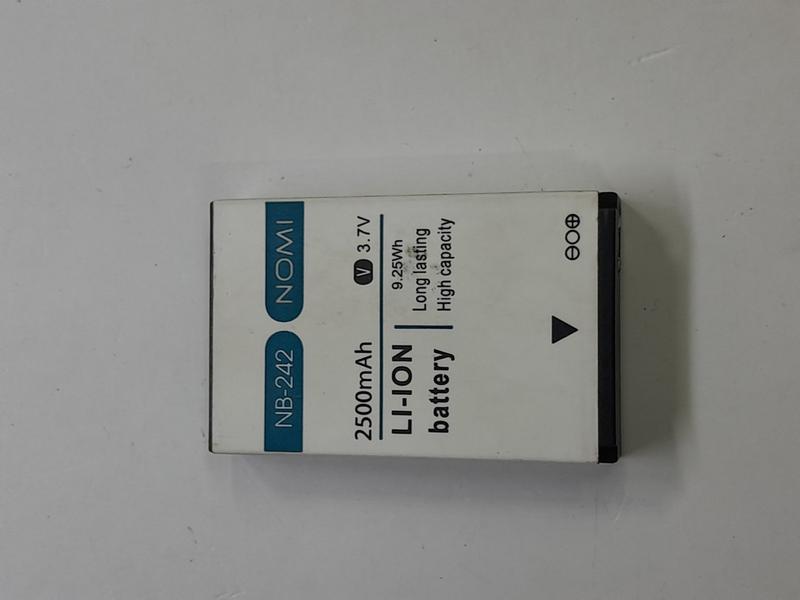 NB-242 NOMI
2500mAh V 3.7V
LI-ION
battery
9.25Wh
Long lasting
High capacity